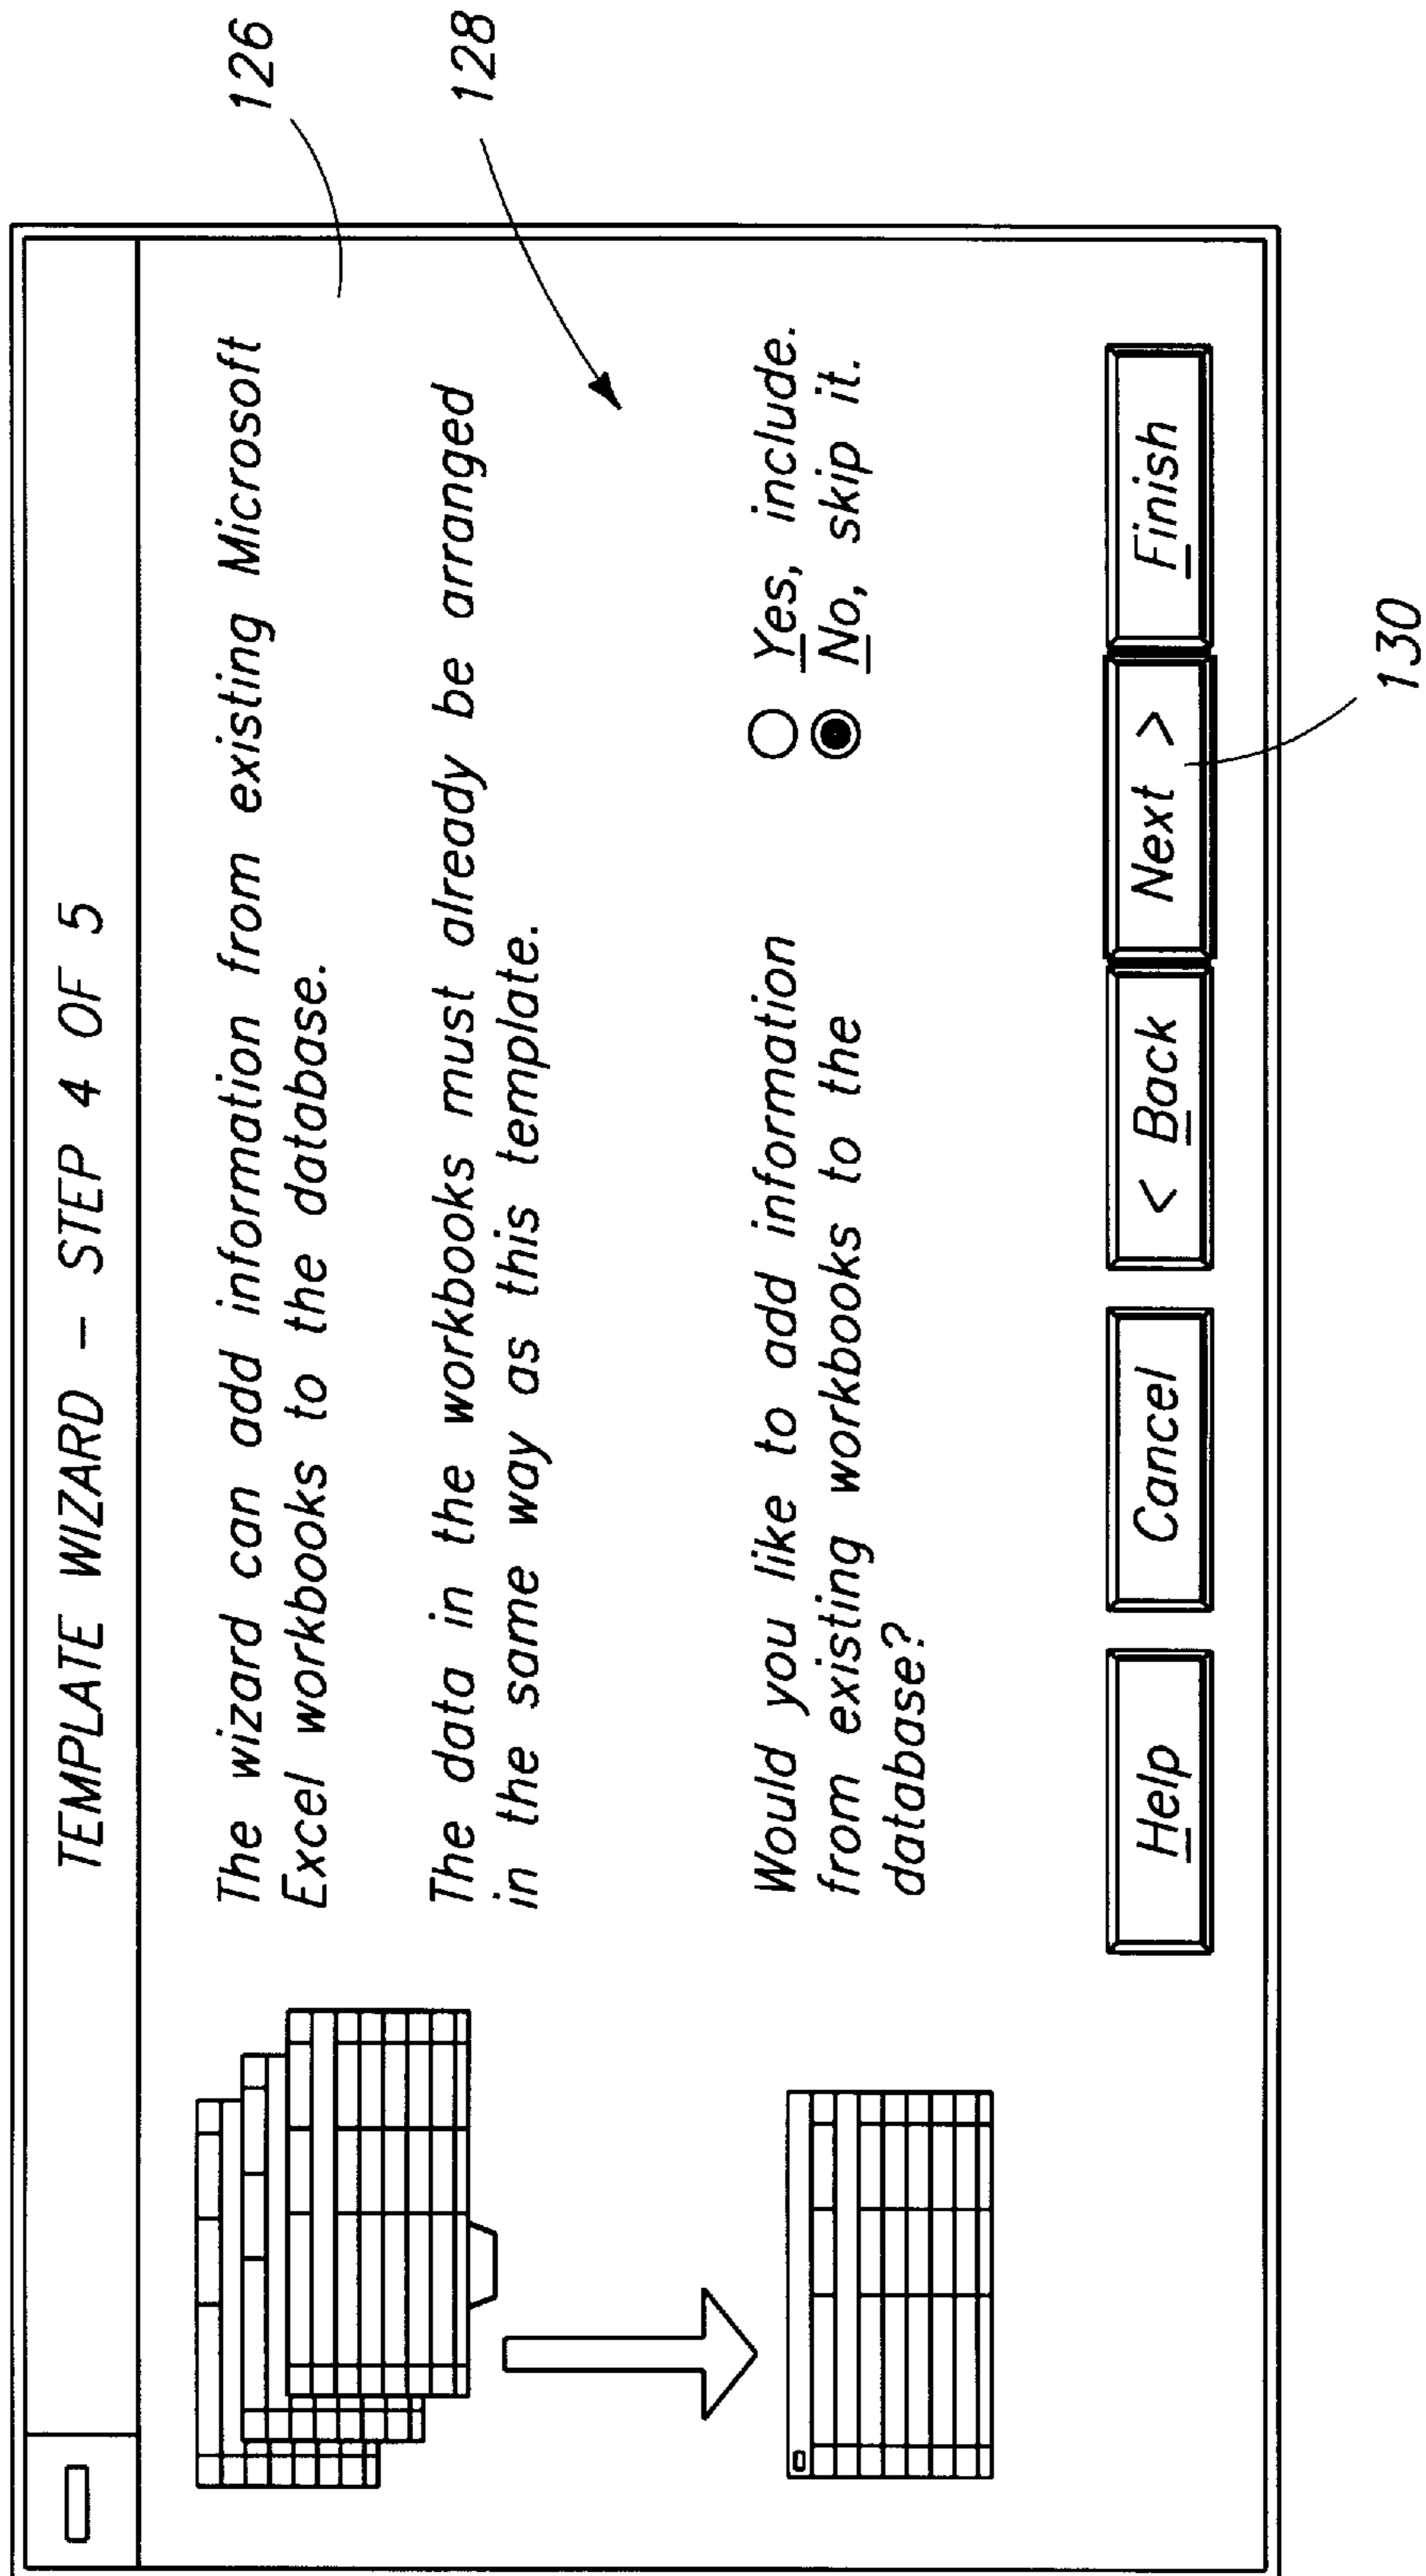 TEMPLATE WIZARD - STEP 4 OF 5
The wizard can add information from existing Microsoft
Excel workbooks to the database.
The data in the workbooks must already be arranged
in the same way as this template.
Would you like to add information
from existing workbooks to the
database?
Yes, include.
No, skip it.
Help
Cancel
< Back
Next >
Finish
126
128
130